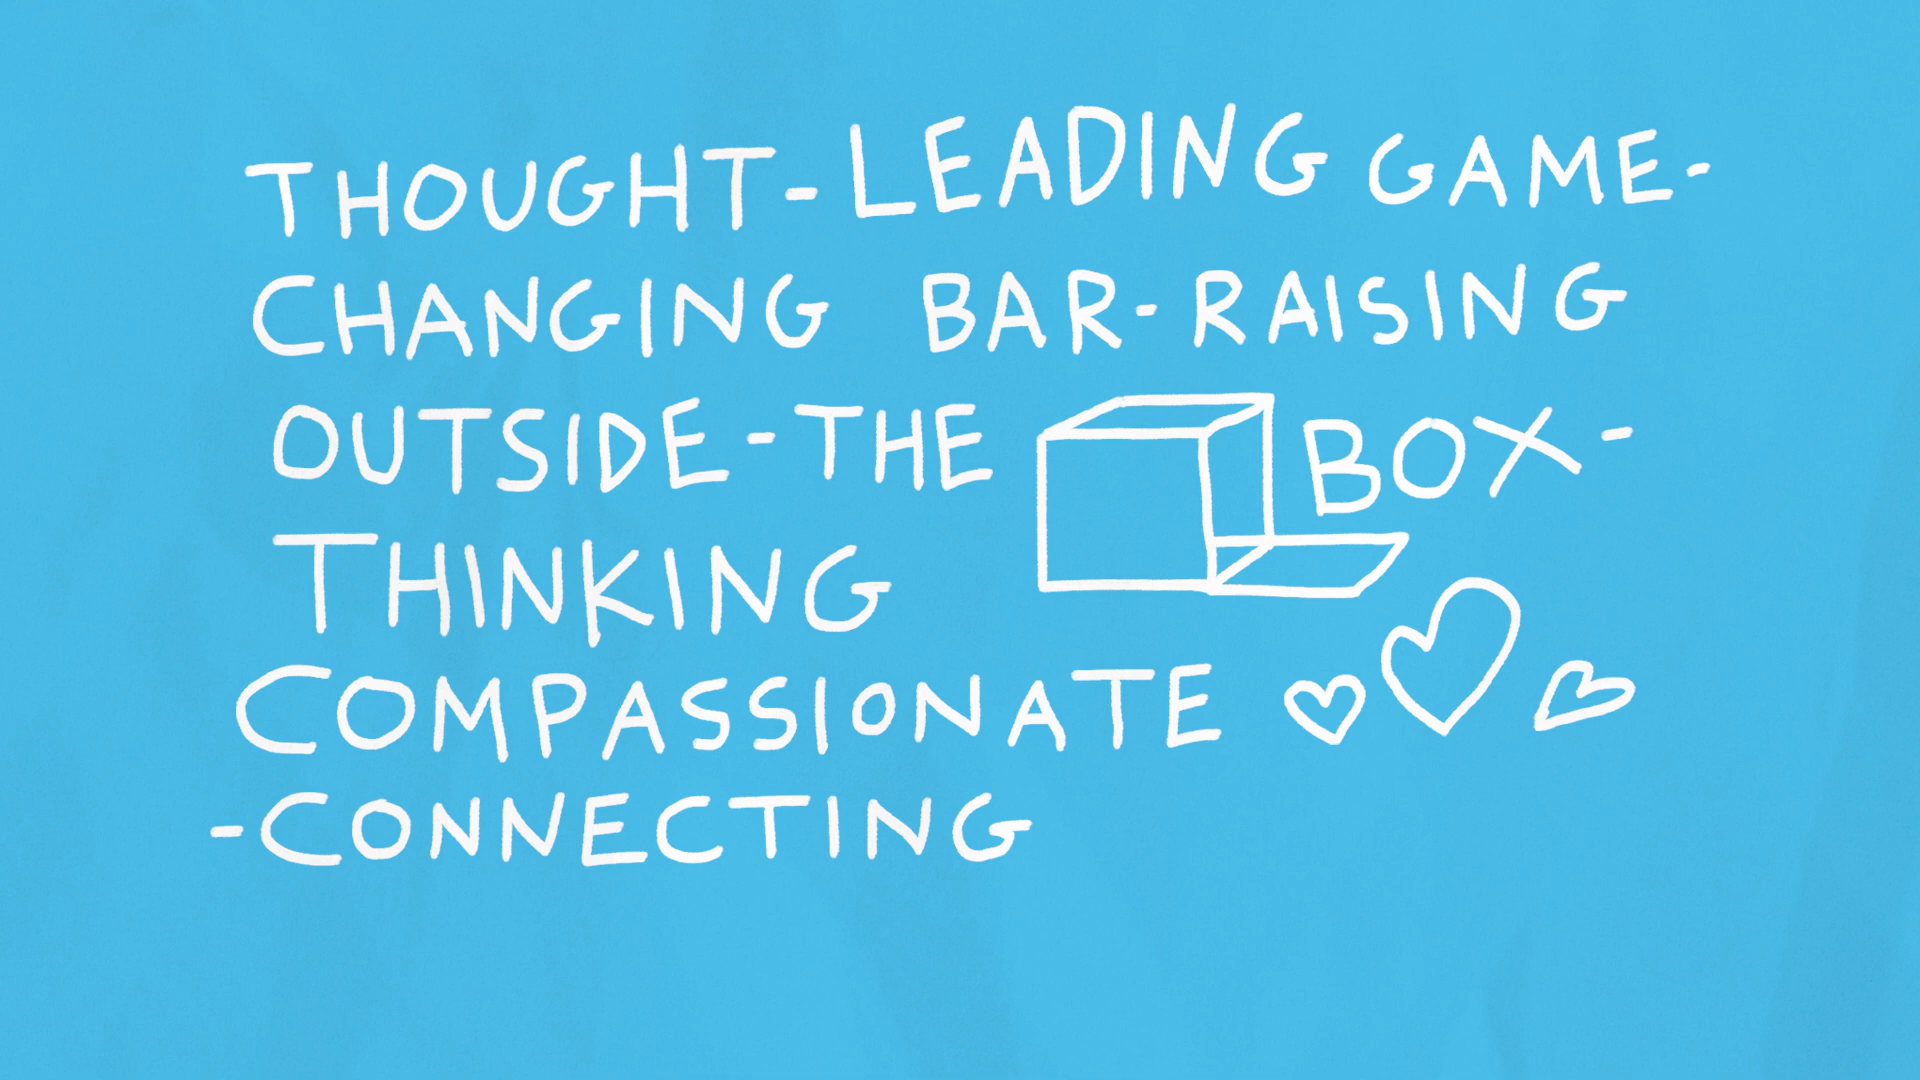 THOUGHT-LEADING GAME-
CHANGING BAR-RAISING
OUTSIDE-THE BOX-
THINKING
COMPASSIONATE
-CONNECTING